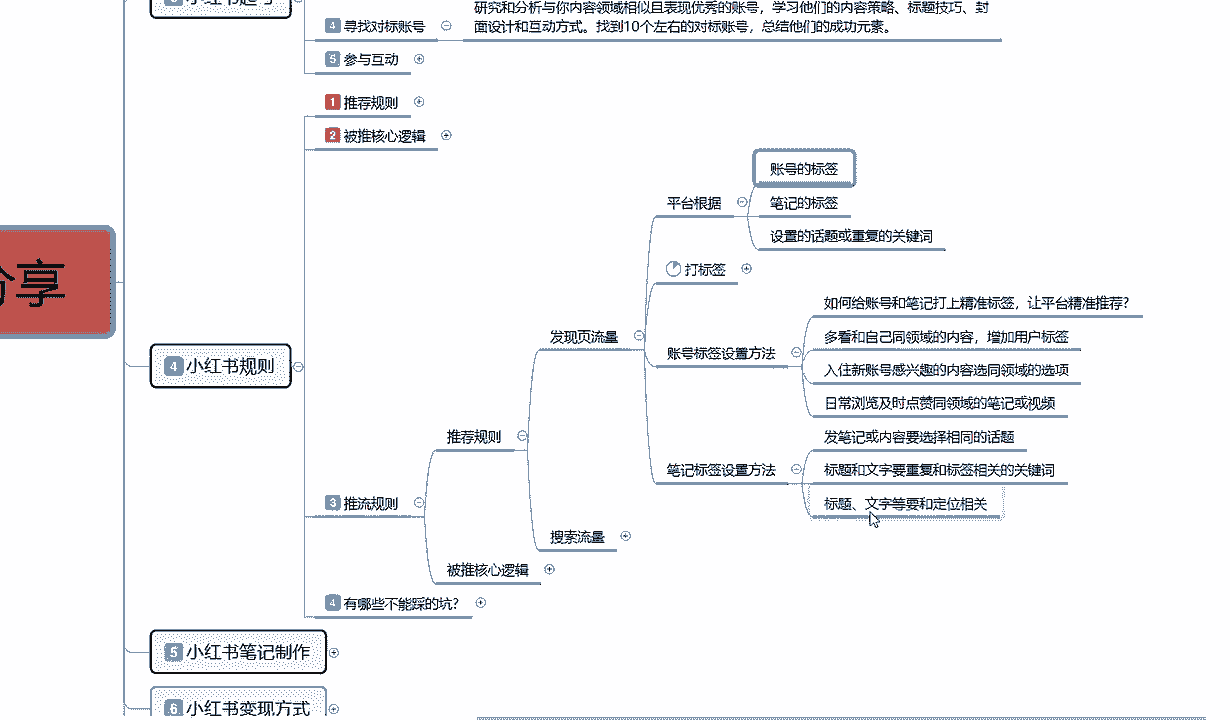 研究和分析与你内容领域相似且表现优秀的账号，学习他们的内容策略、标题技巧、封
4 寻找对标账号
面设计和互动方式。找到10个左右的对标账号，总结他们的成功元素。
5 参与互动
1 推荐规则
2 被推核心逻辑
账号的标签
平台根据
笔记的标签
设置的话题或重复的关键词
打标签
分享
如何给账号和笔记打上精准标签，让平台精准推荐？
发现页流量
多看和自己同领域的内容，增加用户标签
账号标签设置方法
4 小红书规则
入住新账号感兴趣的内容选同领域的选项
日常浏览及时点赞同领域的笔记或视频
推荐规则
发笔记或内容要选择相同的话题
笔记标签设置方法
标题和文字要重复和标签相关的关键词
3 推流规则
标题、文字等要和定位相关
搜索流量
被推核心逻辑
4 有哪些不能踩的坑？
5 小红书笔记制作
6 小红书变现方式